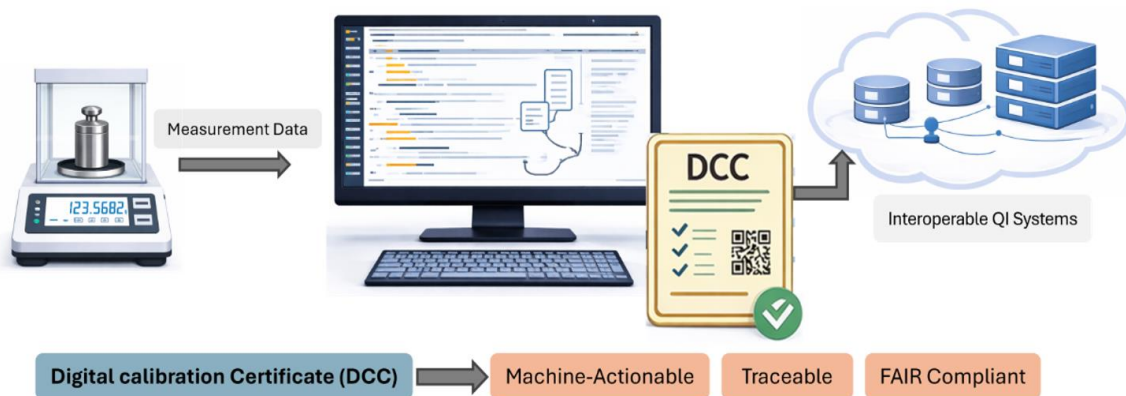 Measurement Data
123.5682
DCC
Interoperable QI Systems
Digital calibration Certificate (DCC)
Machine-Actionable
Traceable
FAIR Compliant